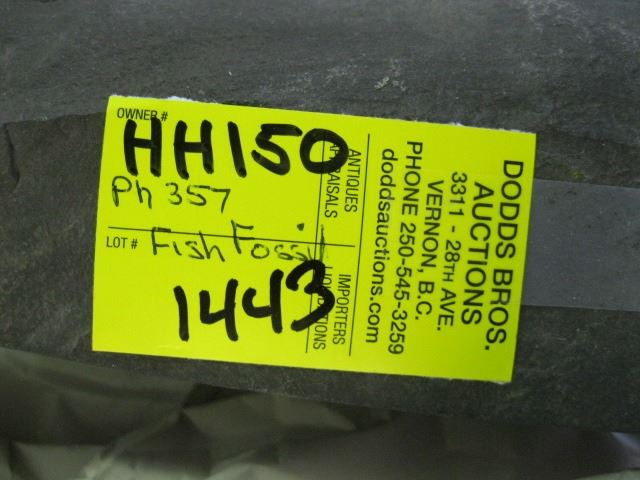 OWNER #
HH150
Ph 357
LOT # Fish Fossil
1443
ANTIQUES
APPRAISALS
IMPORTERS
LIQUIDATIONS
DODDS BROS.
AUCTIONS
3311 - 28TH AVE.
VERNON, B.C.
PHONE 250-545-3259
doddsauctions.com